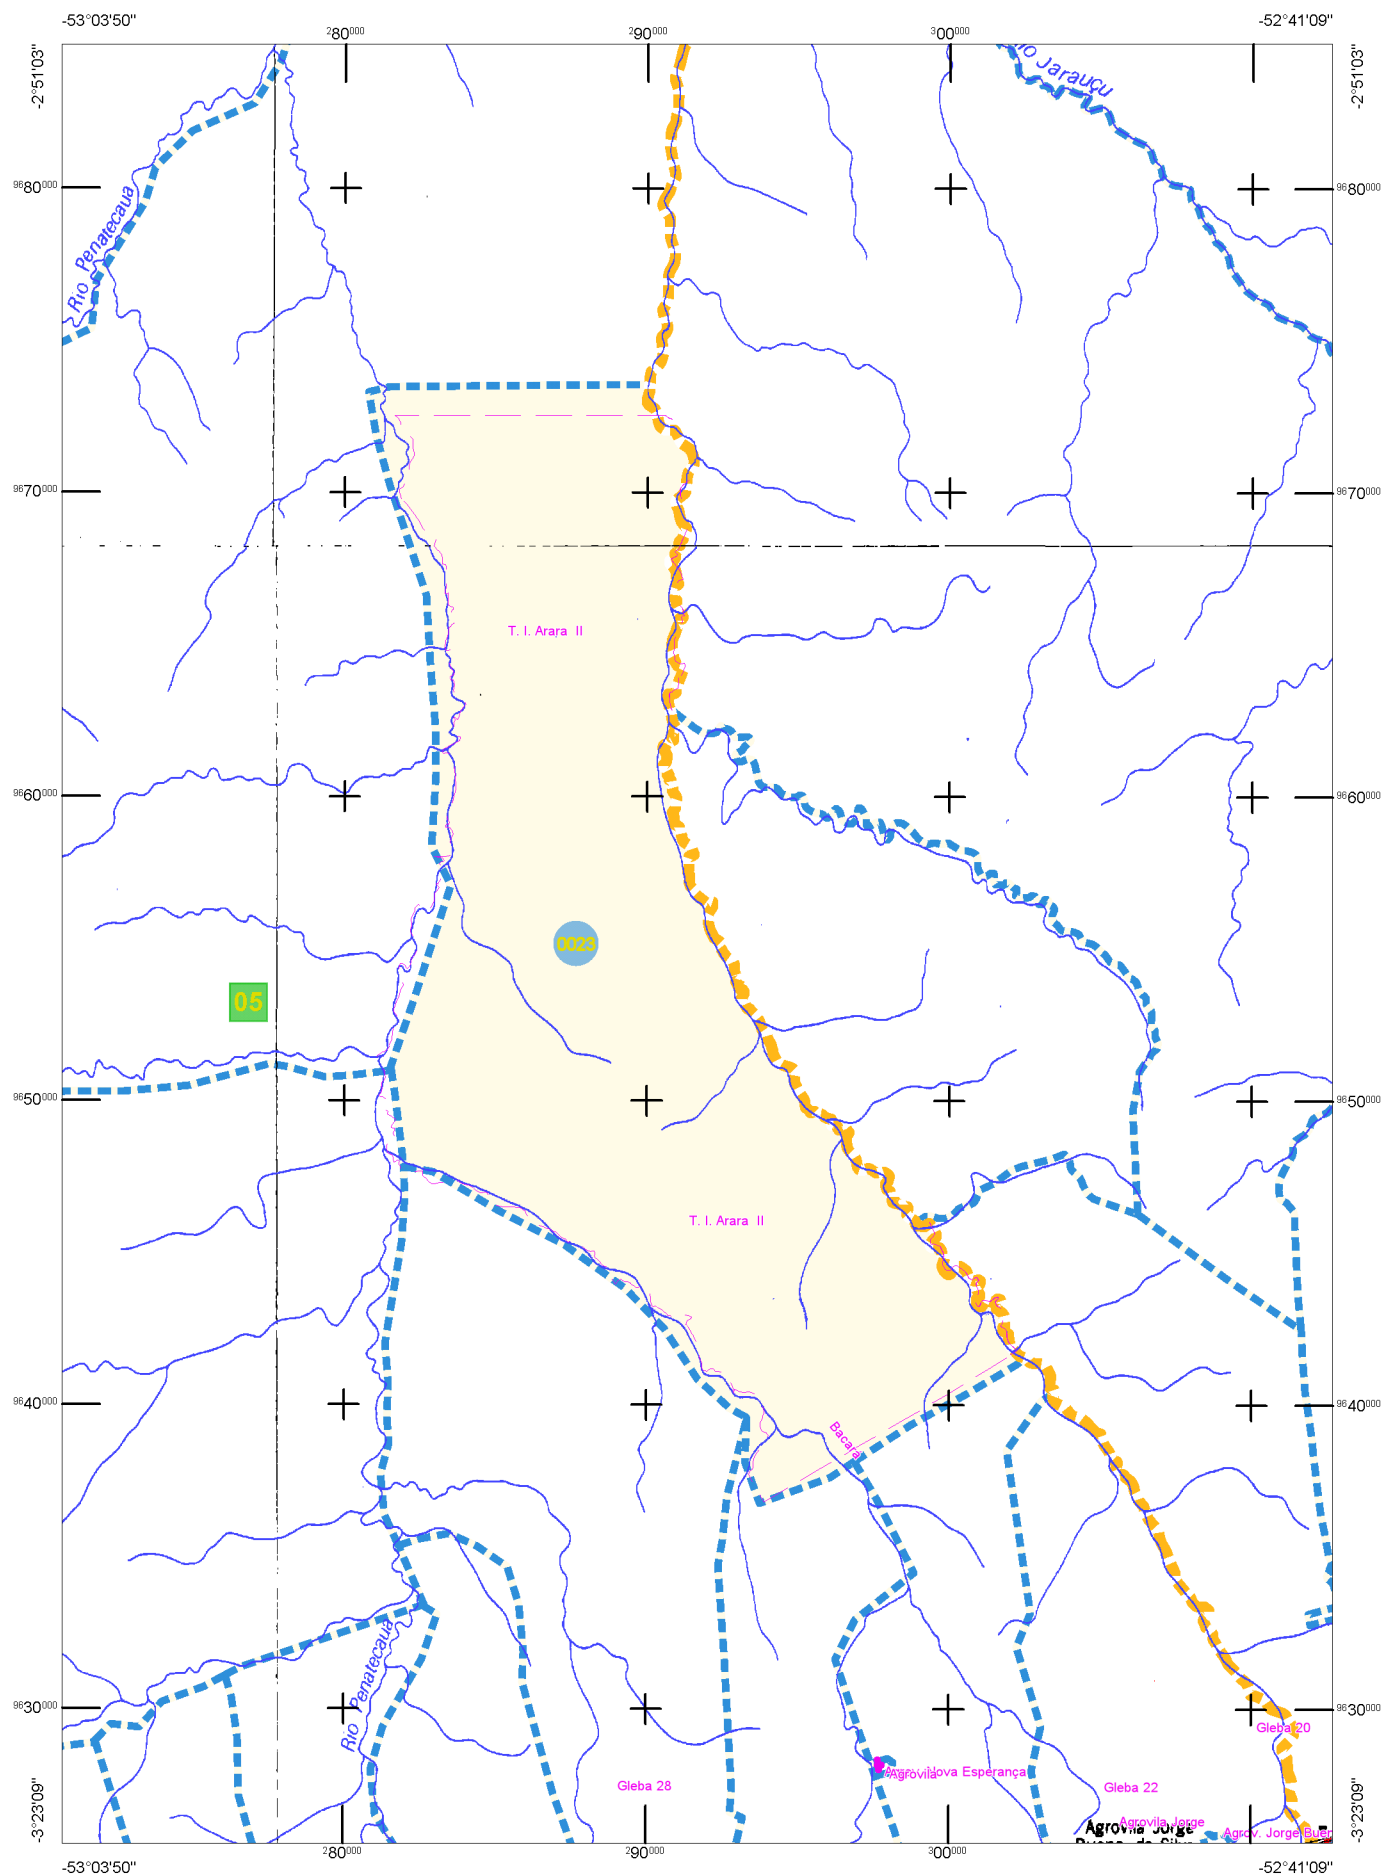 -53°03'50"
-52°41'09"
280000
290000
300000
-2°51'03"
-2°51'03"
Rio Jarauçu
9680000
9680000
Rio Penatecaua
9670000
9670000
T. I. Arara II
9660000
9660000
0023
05
9650000
9650000
T. I. Arara II
9640000
9640000
Bacará
Rio Penatecaua
9630000
9630000
Gleba 20
Nova Esperança
Agrovila
Gleba 28
Gleba 22
-3°23'09"
-3°23'09"
Agrovila Jorge
Agrovila Jorge
Agrov. Jorge Buen
280000
290000
300000
-53°03'50"
-52°41'09"